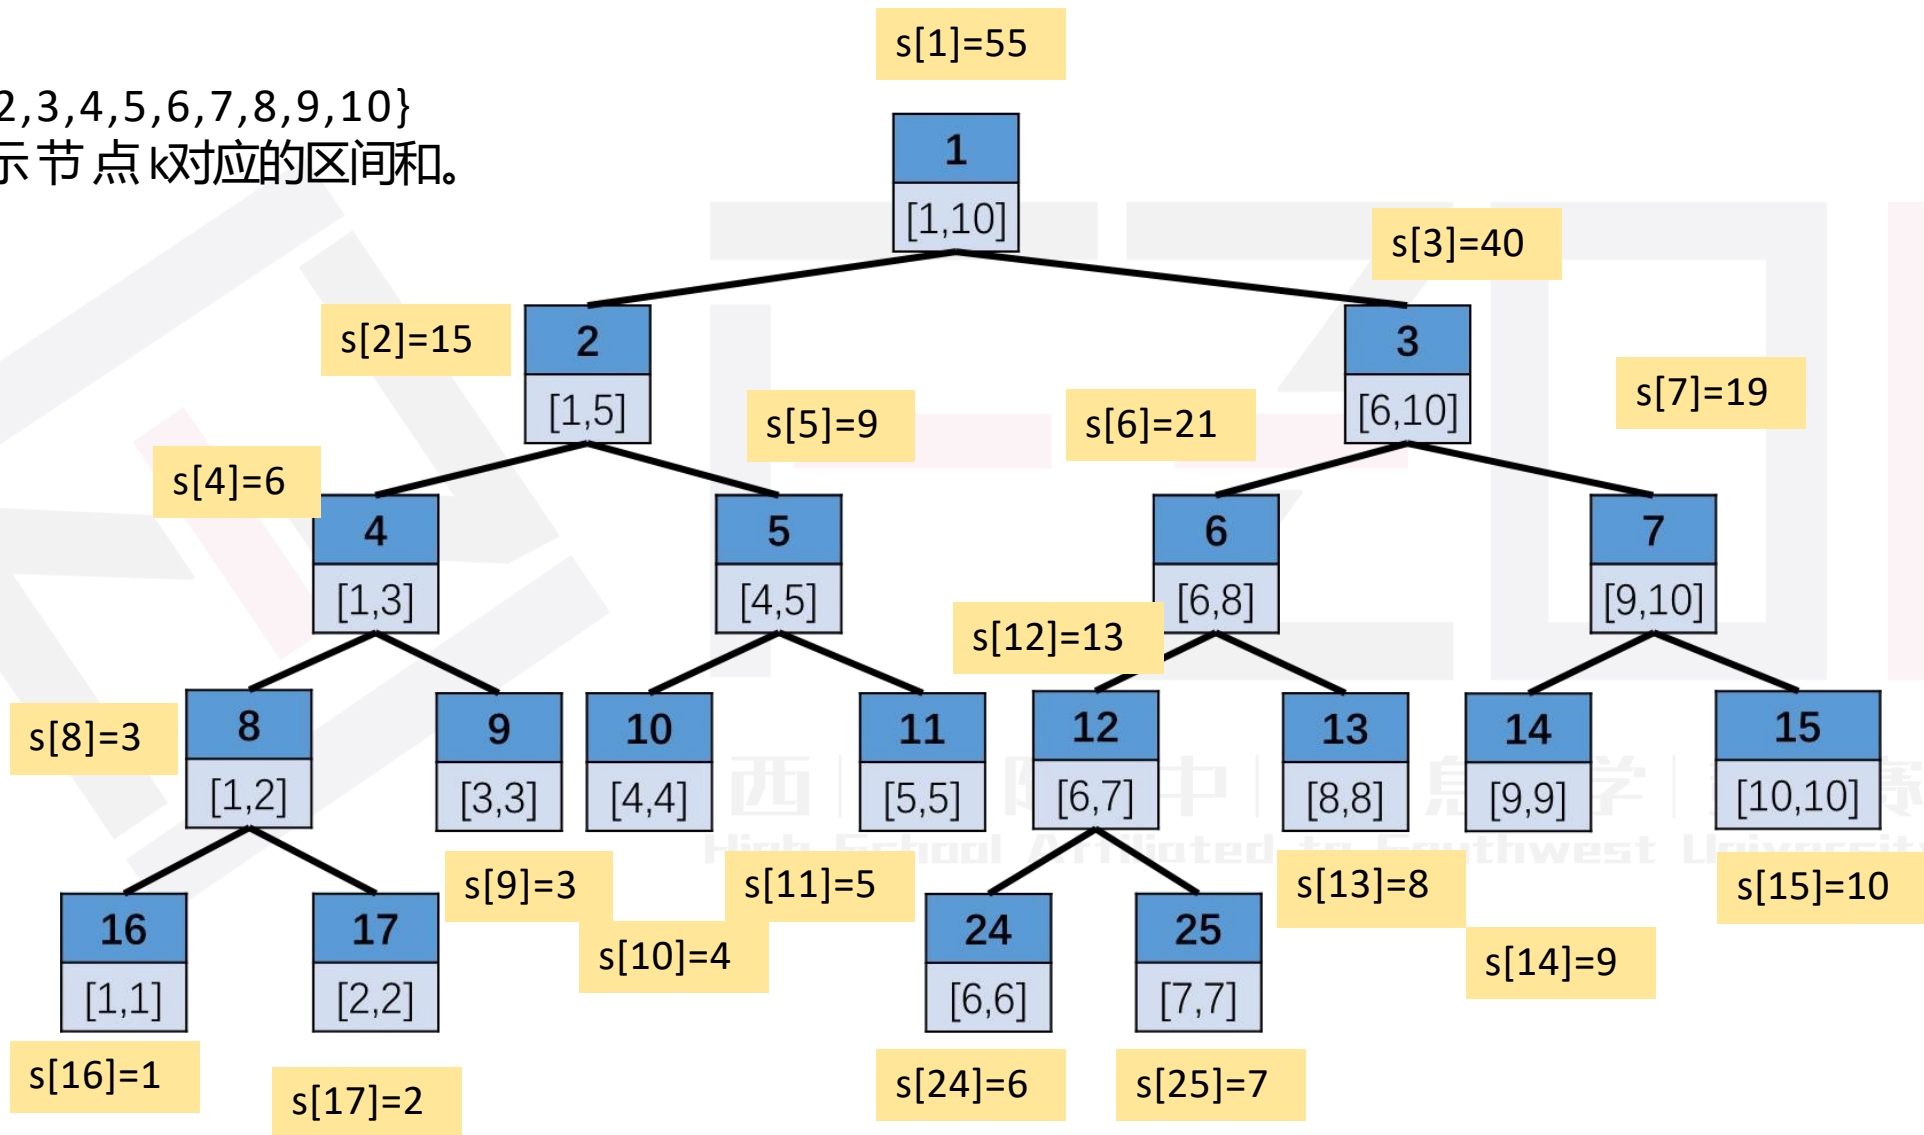 s[1]=55
2,3,4,5,6,7,8,9,10}
示节点k对应的区间和。
1
[1,10]
s[3]=40
s[2]=15
2
[1,5]
3
[6,10]
s[7]=19
s[5]=9
s[6]=21
s[4]=6
4
[1,3]
5
[4,5]
6
[6,8]
7
[9,10]
s[12]=13
s[8]=3
8
[1,2]
9
[3,3]
10
[4,4]
11
[5,5]
12
[6,7]
13
[8,8]
14
[9,9]
15
[10,10]
High School Affiliated to Southwest University
s[9]=3
s[11]=5
s[13]=8
s[15]=10
s[10]=4
s[14]=9
16
[1,1]
17
[2,2]
24
[6,6]
25
[7,7]
s[16]=1
s[17]=2
s[24]=6
s[25]=7